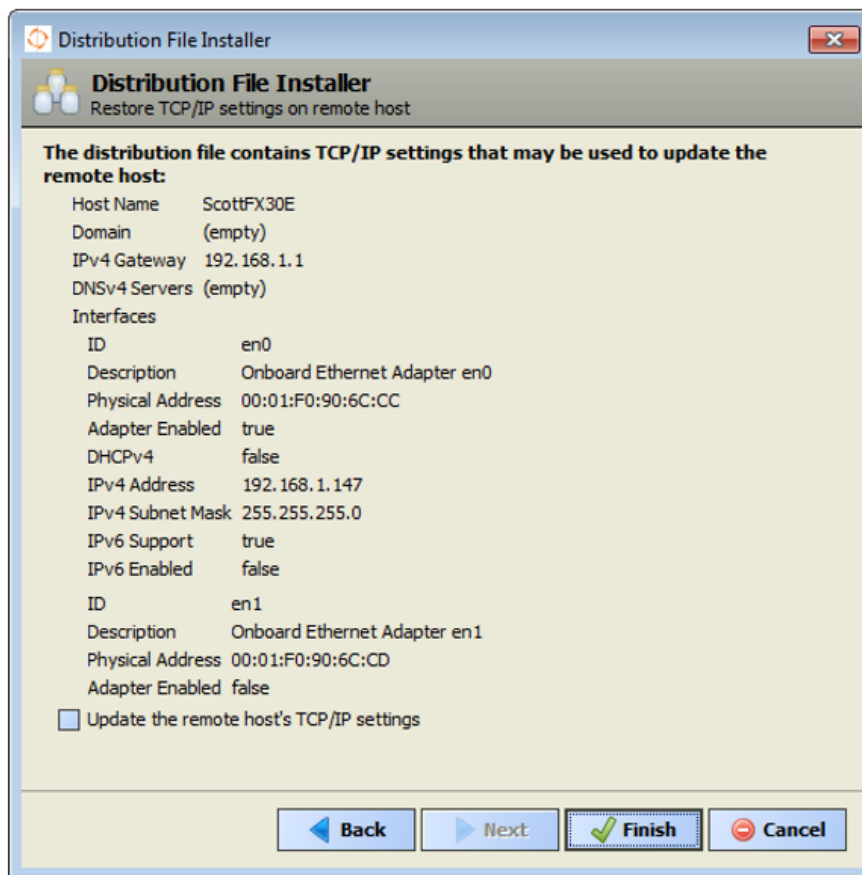 Distribution File Installer
Distribution File Installer
Restore TCP/IP settings on remote host
The distribution file contains TCP/IP settings that may be used to update the
remote host:
Host Name ScottFX30E
Domain (empty)
IPv4 Gateway 192.168.1.1
DNSv4 Servers (empty)
Interfaces
ID en0
Description Onboard Ethernet Adapter en0
Physical Address 00:01:F0:90:6C:CC
Adapter Enabled true
DHCPv4 false
IPv4 Address 192.168.1.147
IPv4 Subnet Mask 255.255.255.0
IPv6 Support true
IPv6 Enabled false
ID en1
Description Onboard Ethernet Adapter en1
Physical Address 00:01:F0:90:6C:CD
Adapter Enabled false
Update the remote host's TCP/IP settings
Back Next Finish Cancel